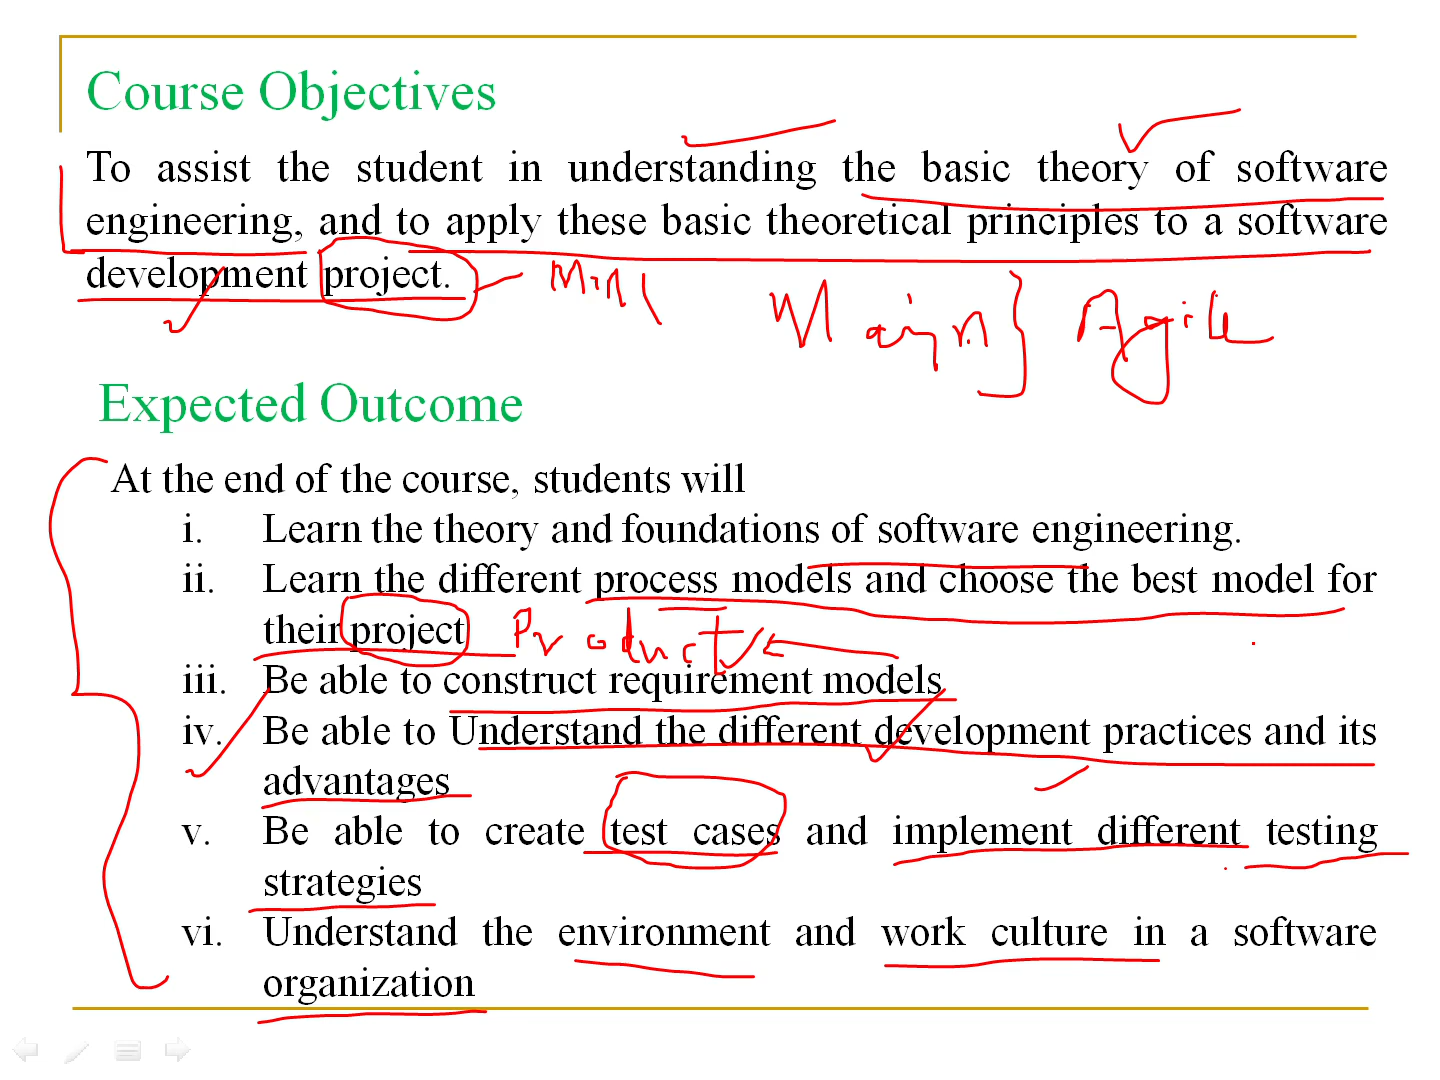 Course Objectives
To assist the student in understanding the basic theory of software
engineering, and to apply these basic theoretical principles to a software
development project.
Mini
Major } Agile
Expected Outcome
At the end of the course, students will
i. Learn the theory and foundations of software engineering.
ii. Learn the different process models and choose the best model for
their project
Product
iii. Be able to construct requirement models
iv. Be able to Understand the different development practices and its
advantages
v. Be able to create test cases and implement different testing
strategies
vi. Understand the environment and work culture in a software
organization